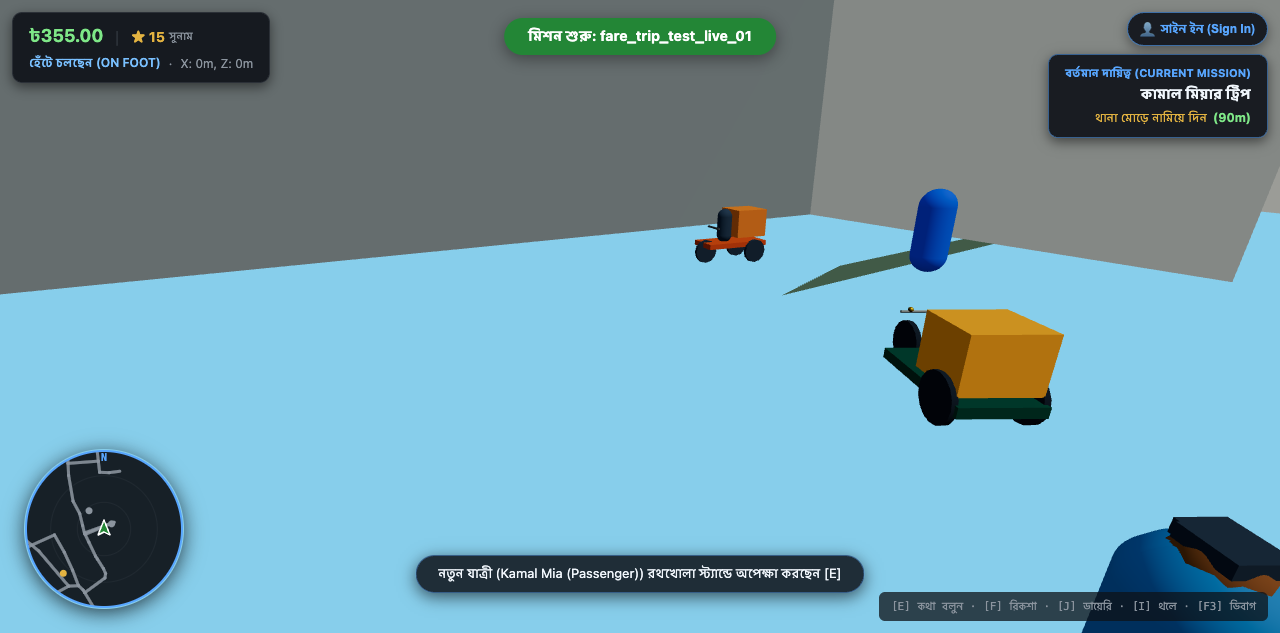 ৳355.00 | ⭐ 15 সুনাম
হেঁটে চলছেন (ON FOOT) · X: 0m, Z: 0m
মিশন শুরু: fare_trip_test_live_01
👤 সাইন ইন (Sign In)
বর্তমান দায়িত্ব (CURRENT MISSION)
কামাল মিয়ার ট্রিপ
থানা মোড়ে নামিয়ে দিন (90m)
N
নতুন যাত্রী (Kamal Mia (Passenger)) রথখোলা স্ট্যান্ডে অপেক্ষা করছেন [E]
[E] কথা বলুন · [F] রিকশা · [J] ডায়েরি · [I] থলে · [F3] ডিবাগ